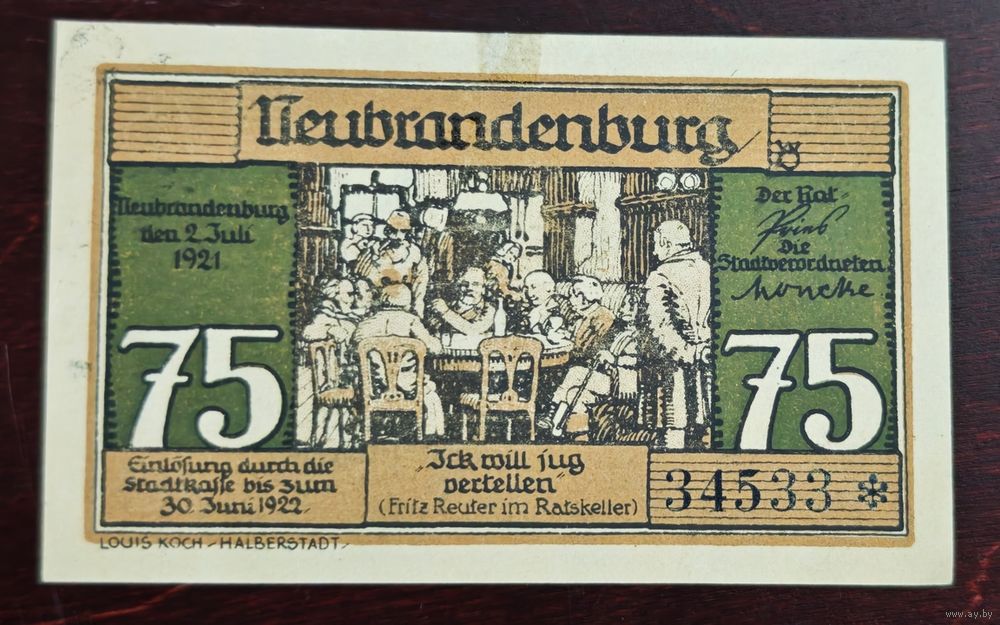 Neubrandenburg
Neubrandenburg
den 2. Juli
1921
75
Der Rat-
Pries
Die
Stadtverordneten
Moncke
75
Einlösung durch die
Stadtkasse bis zum
30. Juni 1922
„Ick will jug
vertellen“
(Fritz Reuter im Ratskeller)
34533 *
LOUIS KOCH - HALBERSTADT-
www.ay.by